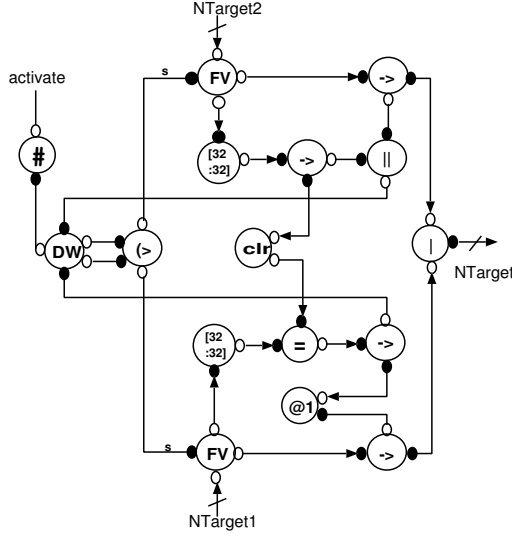 NTarget2
activate
s
FV
->
#
[32
:32]
->
||
DW
(>
clr
|
NTarget
[32
:32]
=
->
@1
s
FV
->
NTarget1